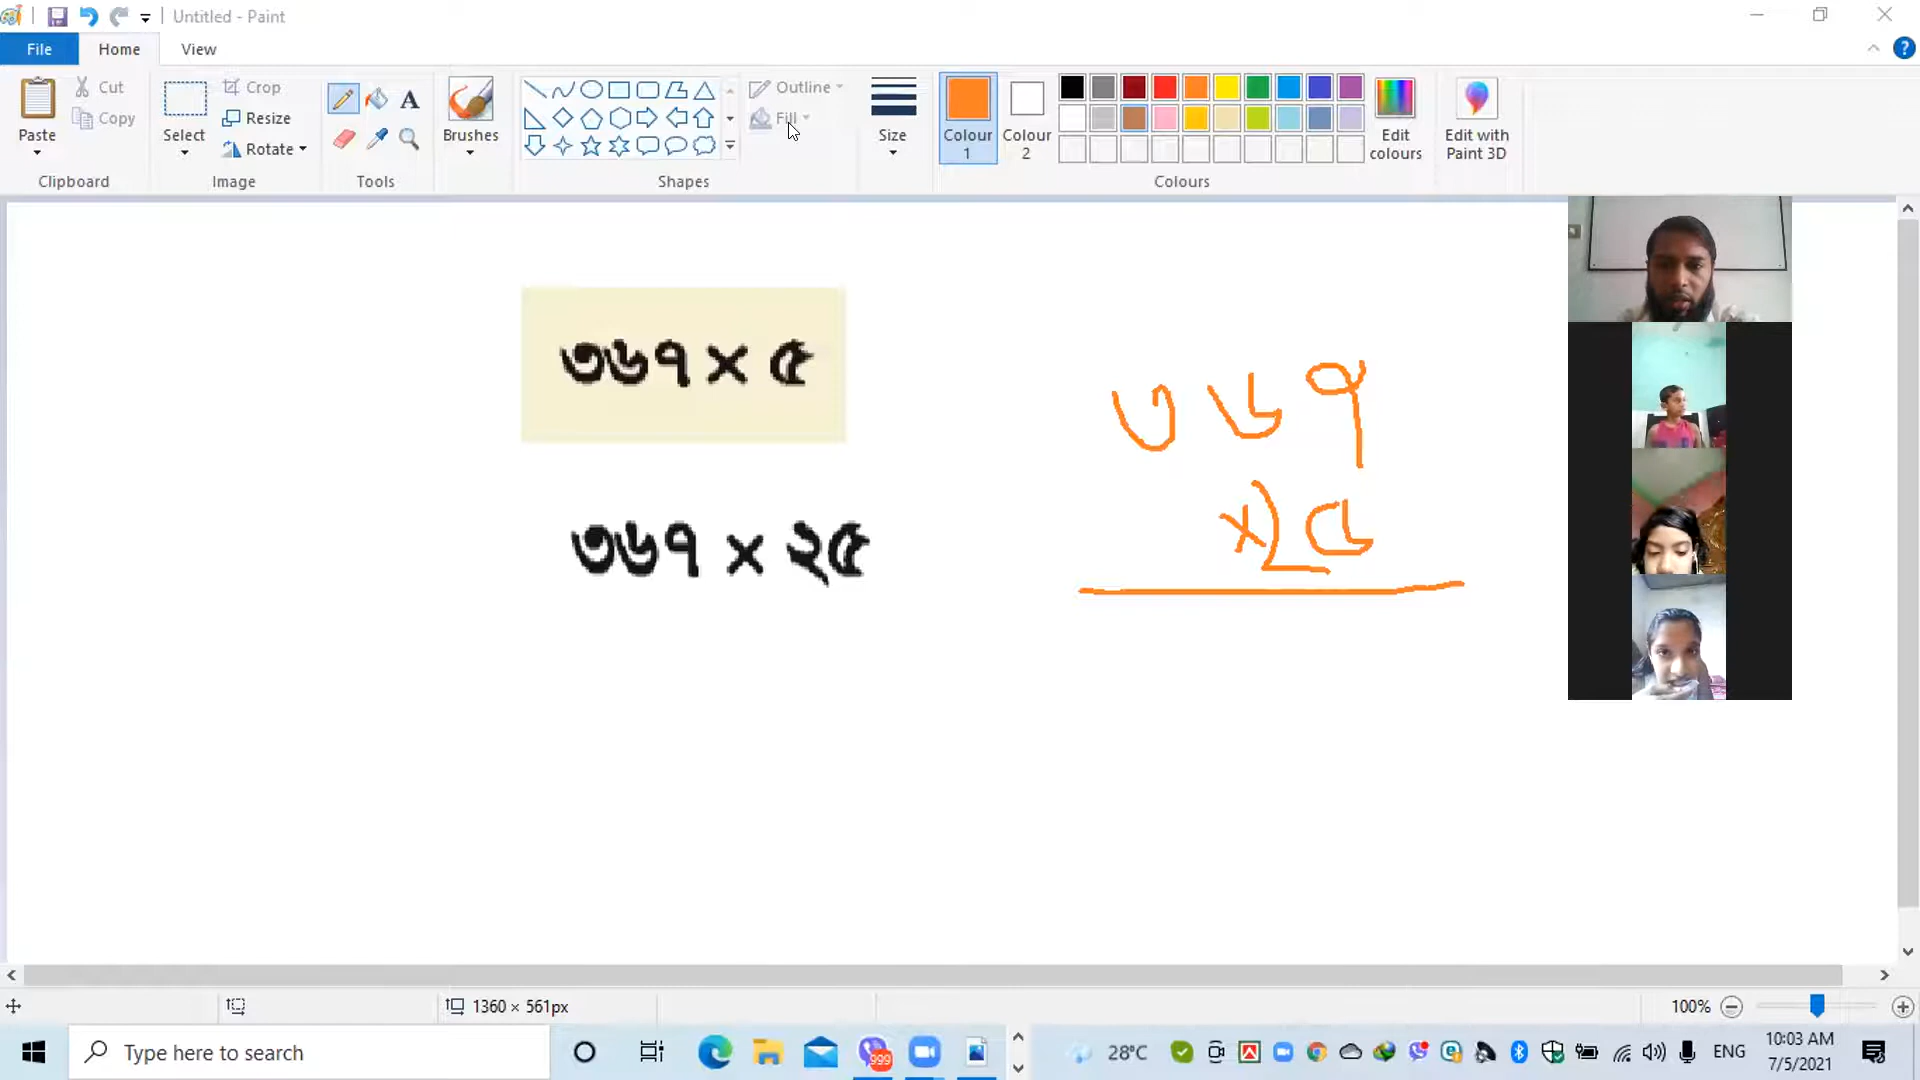 Untitled - Paint
File Home View
Paste Cut Copy Clipboard
Select Crop Resize Rotate Image
Tools
Brushes
Shapes
Outline Fill
Size
Colour 1 Colour 2 Edit colours Colours
Edit with Paint 3D
৩৬৭ × ৫
৩৬৭ × ২৫
৩৬৭
×২৫
1360 × 561px 100%
Type here to search 999 28°C ENG 10:03 AM
7/5/2021